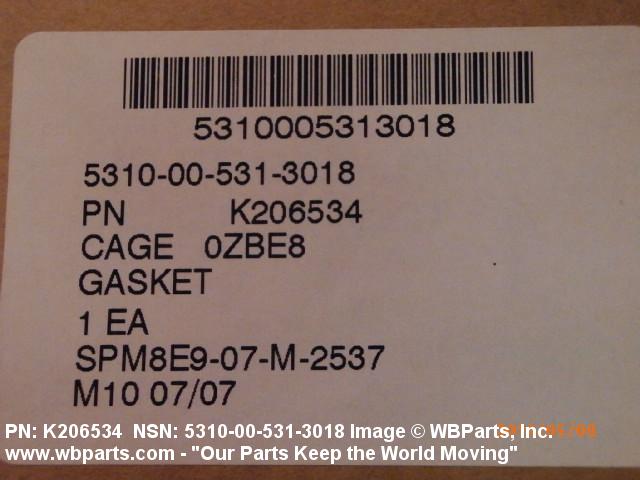 5310005313018
5310-00-531-3018
PN K206534
CAGE 0ZBE8
GASKET
1 EA
SPM8E9-07-M-2537
M10 07/07
PN: K206534 NSN: 5310-00-531-3018 Image © WBParts, Inc.
www.wbparts.com - "Our Parts Keep the World Moving"